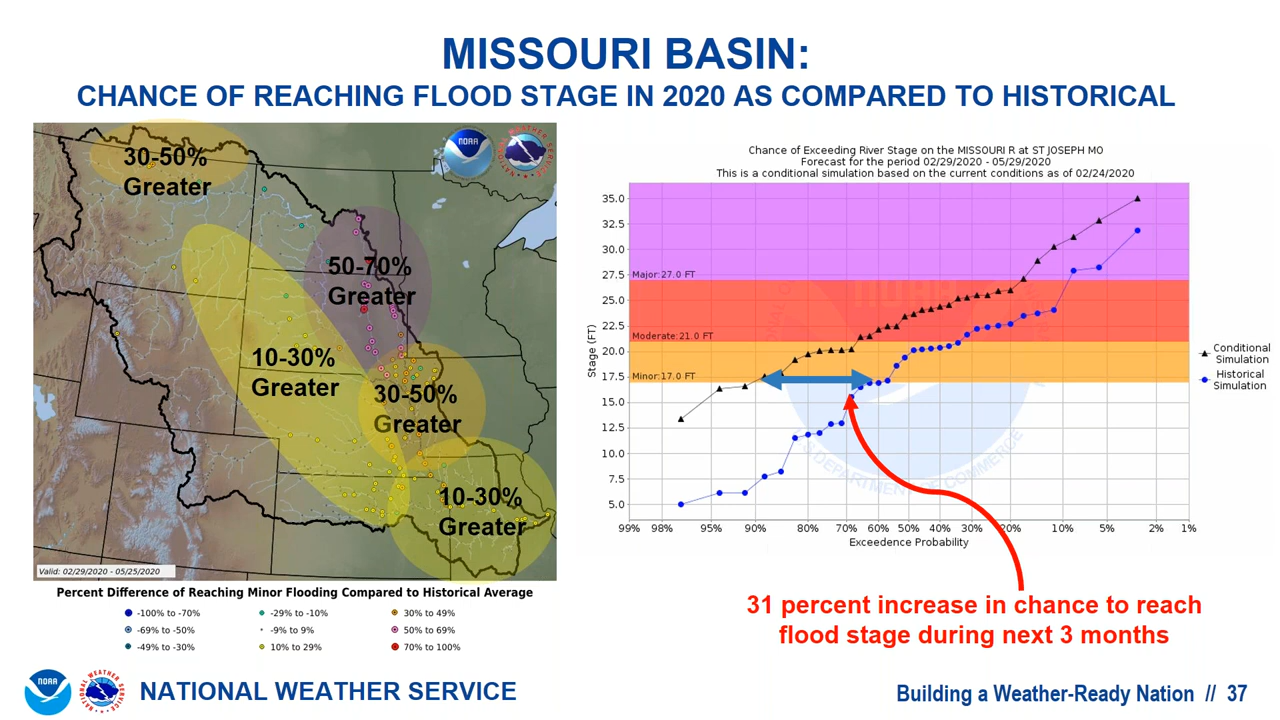 MISSOURI BASIN:
CHANCE OF REACHING FLOOD STAGE IN 2020 AS COMPARED TO HISTORICAL
30-50%
Greater
NOAA
50-70%
Greater
10-30%
Greater
30-50%
Greater
10-30%
Greater
Valid: 02/29/2020 - 05/25/2020
Percent Difference of Reaching Minor Flooding Compared to Historical Average
-100% to -70%
-29% to -10%
30% to 49%
-69% to -50%
-9% to 9%
50% to 69%
-49% to -30%
10% to 29%
70% to 100%
Chance of Exceeding River Stage on the MISSOURI R at ST JOSEPH MO
Forecast for the period 02/29/2020 - 05/29/2020
This is a conditional simulation based on the current conditions as of 02/24/2020
Stage (FT)
35.0
32.5
30.0
27.5
25.0
22.5
20.0
17.5
15.0
12.5
10.0
7.5
5.0
Major:27.0 FT
Moderate:21.0 FT
Minor:17.0 FT
DEPARTMENT OF COMMERCE
99% 98% 95% 90% 80% 70% 60% 50% 40% 30% 20% 10% 5% 2% 1%
Exceedence Probability
Conditional
Simulation
Historical
Simulation
31 percent increase in chance to reach
flood stage during next 3 months
NOAA
NATIONAL WEATHER SERVICE
Building a Weather-Ready Nation // 37